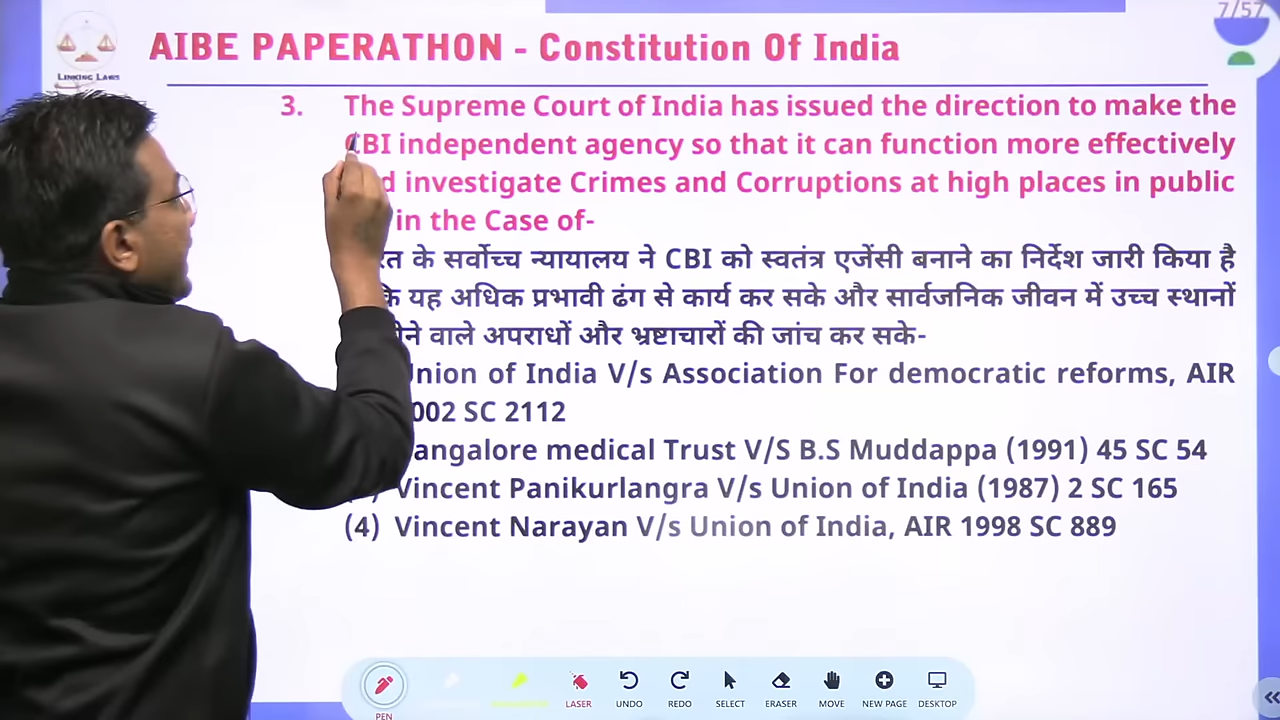 7/57
LINKING LAWS
AIBE PAPERATHON - Constitution Of India
3. The Supreme Court of India has issued the direction to make the
CBI independent agency so that it can function more effectively
investigate Crimes and Corruptions at high places in public
in the Case of-
के सर्वोच्च न्यायालय ने CBI को स्वतंत्र एजेंसी बनाने का निर्देश जारी किया है
यह अधिक प्रभावी ढंग से कार्य कर सके और सार्वजनिक जीवन में उच्च स्थानों
वाले अपराधों और भ्रष्टाचारों की जांच कर सके-
Union of India V/s Association For democratic reforms, AIR
2002 SC 2112
Bangalore medical Trust V/S B.S Muddappa (1991) 45 SC 54
Vincent Panikurlangra V/s Union of India (1987) 2 SC 165
(4) Vincent Narayan V/s Union of India, AIR 1998 SC 889
PEN LASER UNDO REDO SELECT ERASER MOVE NEW PAGE DESKTOP